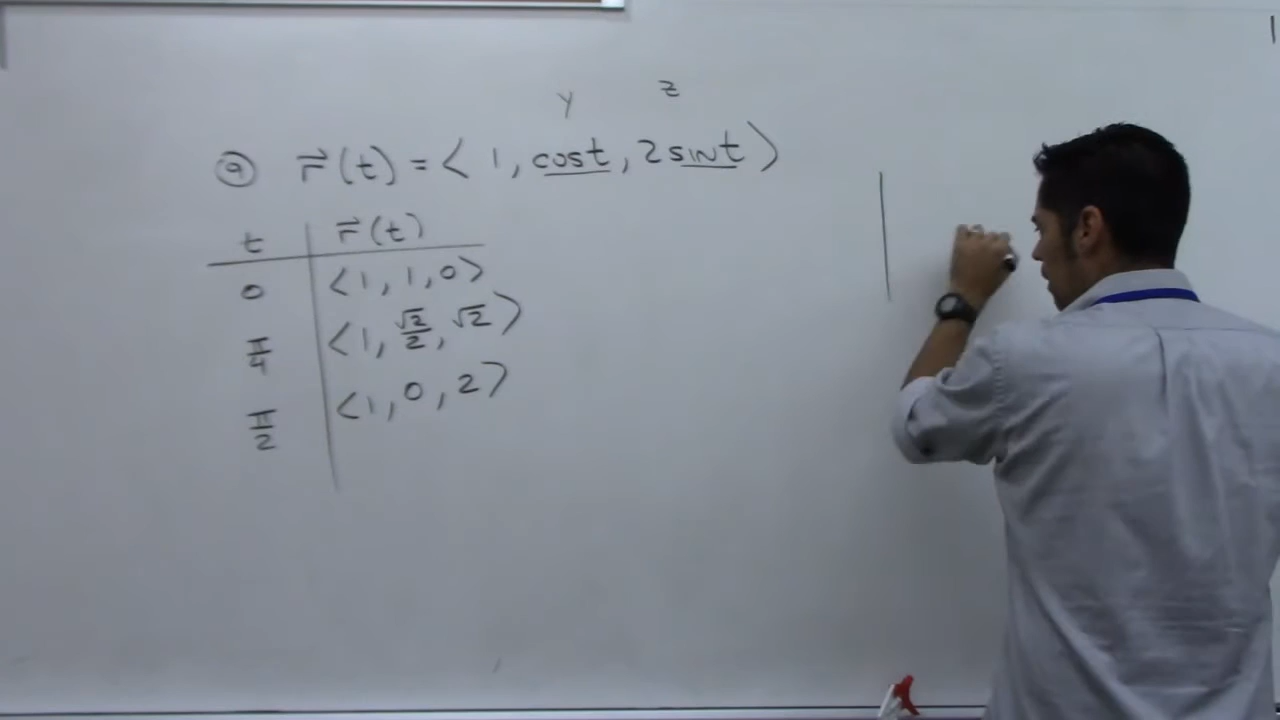 y z
ⓐ r⃗(t) = ⟨ 1, cost, 2sint ⟩
t r⃗(t)
0 ⟨1, 1, 0⟩
π/4 ⟨1, √2/2, √2⟩
π/2 ⟨1, 0, 2⟩